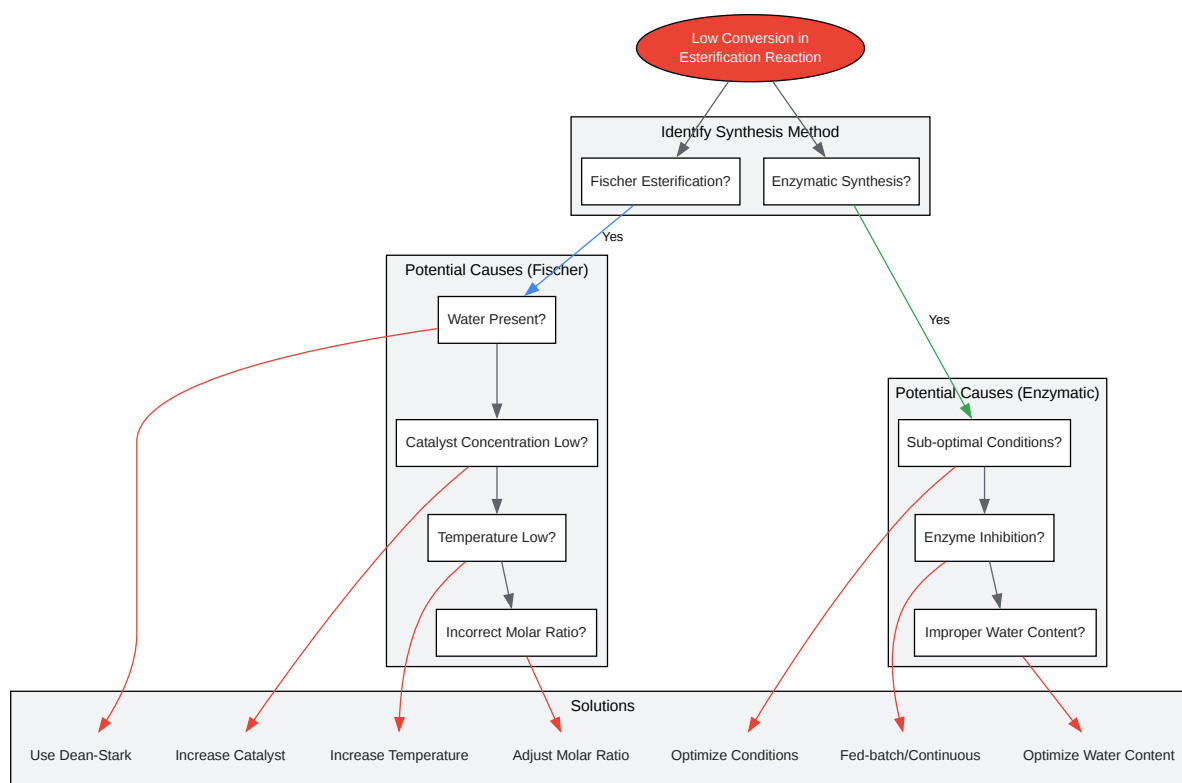 Low Conversion in
Esterification Reaction
Identify Synthesis Method
Fischer Esterification?
Enzymatic Synthesis?
Yes
Potential Causes (Fischer)
Water Present?
Yes
Potential Causes (Enzymatic)
Catalyst Concentration Low?
Sub-optimal Conditions?
Temperature Low?
Enzyme Inhibition?
Incorrect Molar Ratio?
Improper Water Content?
Solutions
Use Dean-Stark
Increase Catalyst
Increase Temperature
Adjust Molar Ratio
Optimize Conditions
Fed-batch/Continuous
Optimize Water Content